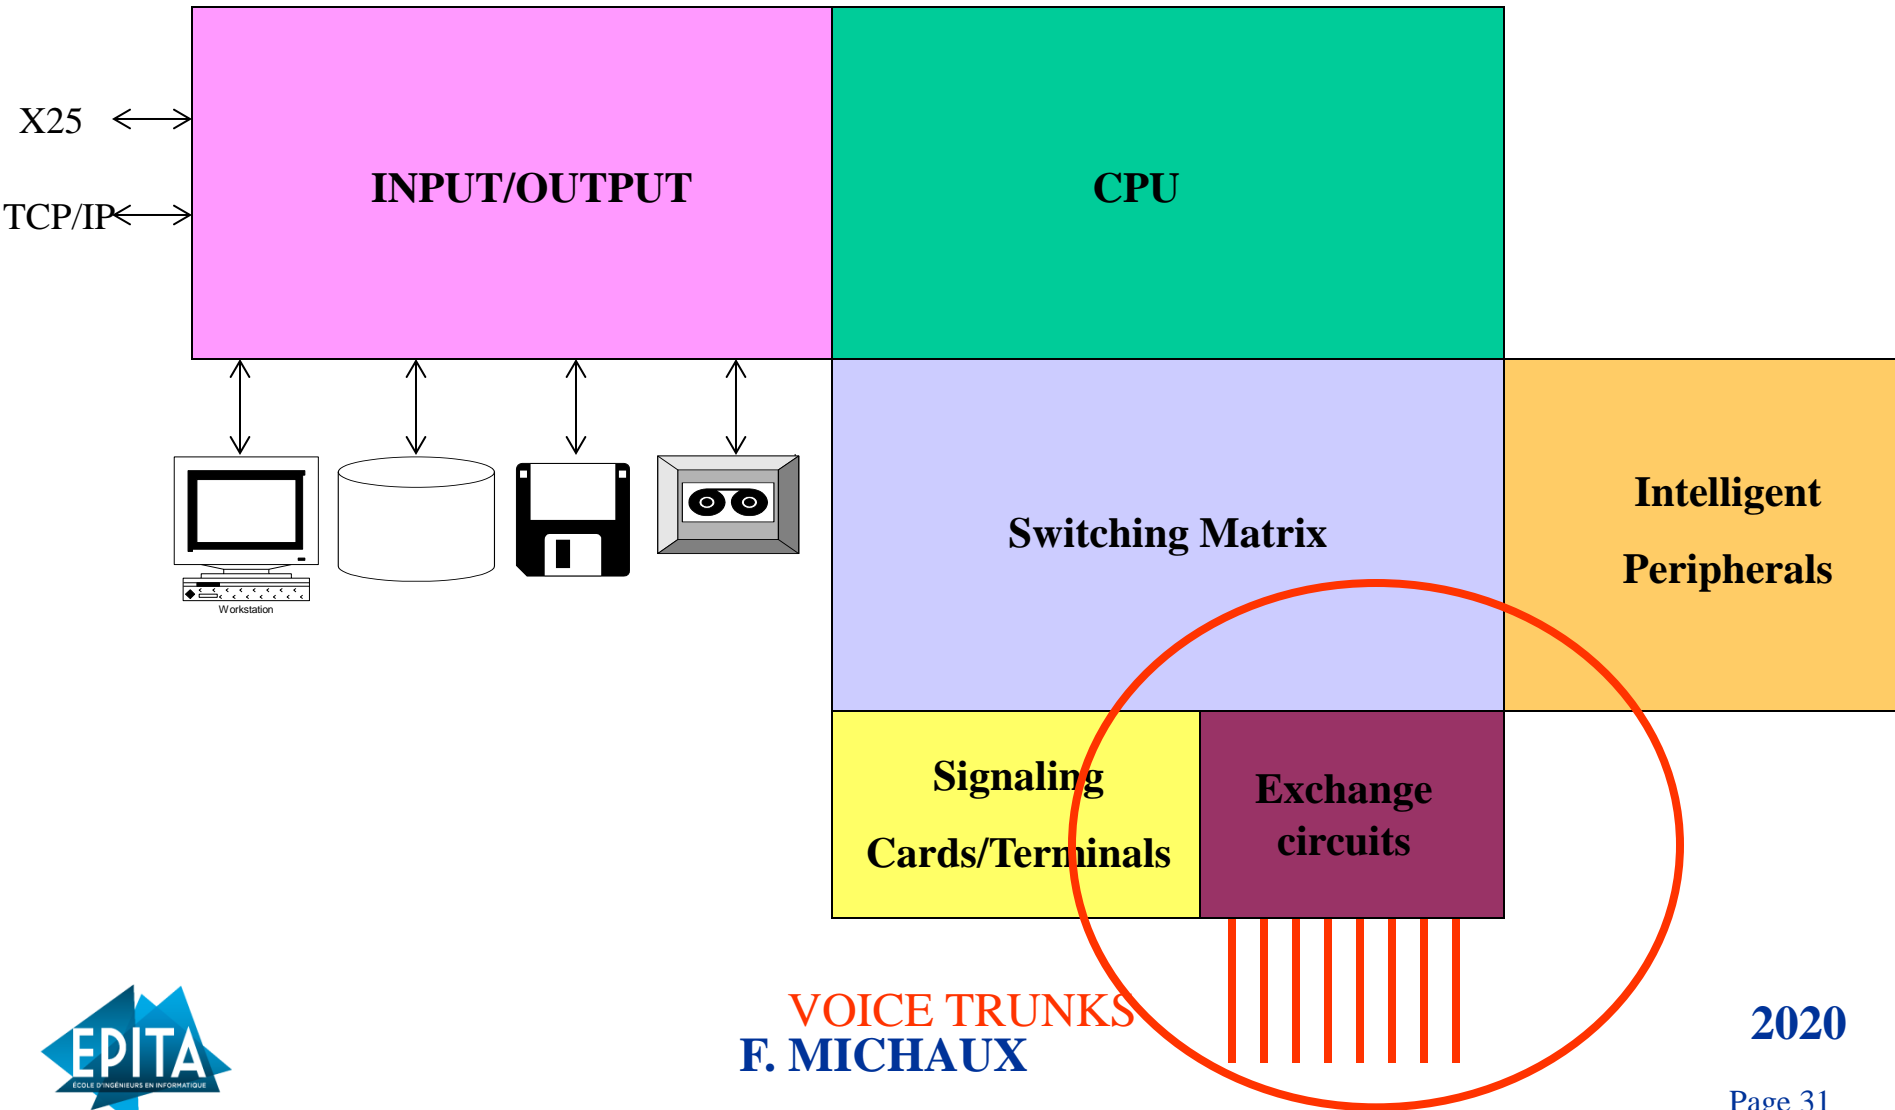 X25
TCP/IP
INPUT/OUTPUT
CPU
Workstation
Switching Matrix
Intelligent
Peripherals
Signaling
Cards/Terminals
Exchange
circuits
VOICE TRUNKS
F. MICHAUX
EPITA
ÉCOLE D'INGÉNIEURS EN INFORMATIQUE
2020
Page 31